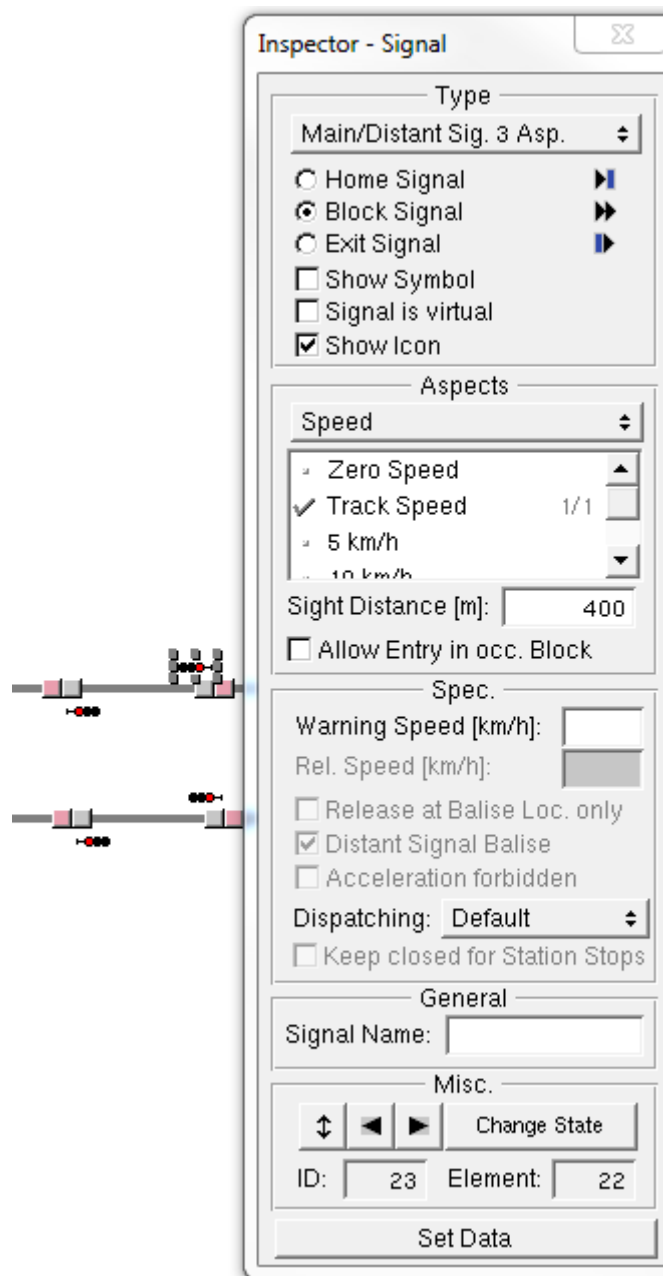 Inspector - Signal
Type
Main/Distant Sig. 3 Asp.
Home Signal
Block Signal
Exit Signal
Show Symbol
Signal is virtual
Show Icon
Aspects
Speed
Zero Speed
Track Speed 1/1
5 km/h
10 km/h
Sight Distance [m]: 400
Allow Entry in occ. Block
Spec.
Warning Speed [km/h]:
Rel. Speed [km/h]:
Release at Balise Loc. only
Distant Signal Balise
Acceleration forbidden
Dispatching: Default
Keep closed for Station Stops
General
Signal Name:
Misc.
Change State
ID: 23 Element: 22
Set Data